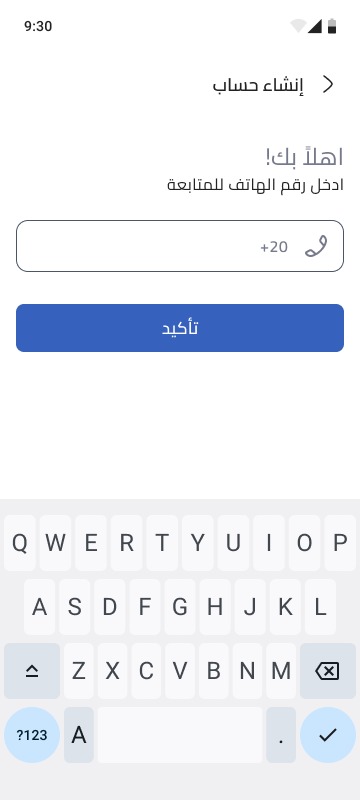 9:30
إنشاء حساب
اهلاً بك!
ادخل رقم الهاتف للمتابعة
+20
تأكيد
Q W E R T Y U I O P
A S D F G H J K L
Z X C V B N M
?123 A .